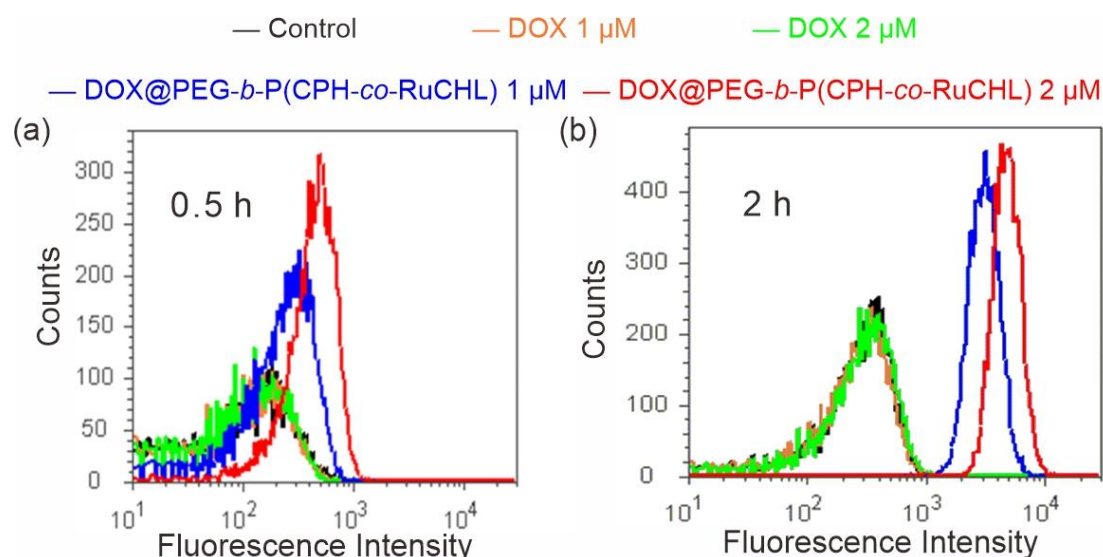 — Control — DOX 1 µM — DOX 2 µM
— DOX@PEG-b-P(CPH-co-RuCHL) 1 µM — DOX@PEG-b-P(CPH-co-RuCHL) 2 µM
(a) (b)
300
250
200
150
100
50
0
Counts
0.5 h
10¹ 10² 10³ 10⁴
Fluorescence Intensity
400
300
200
100
0
Counts
2 h
10¹ 10² 10³ 10⁴
Fluorescence Intensity